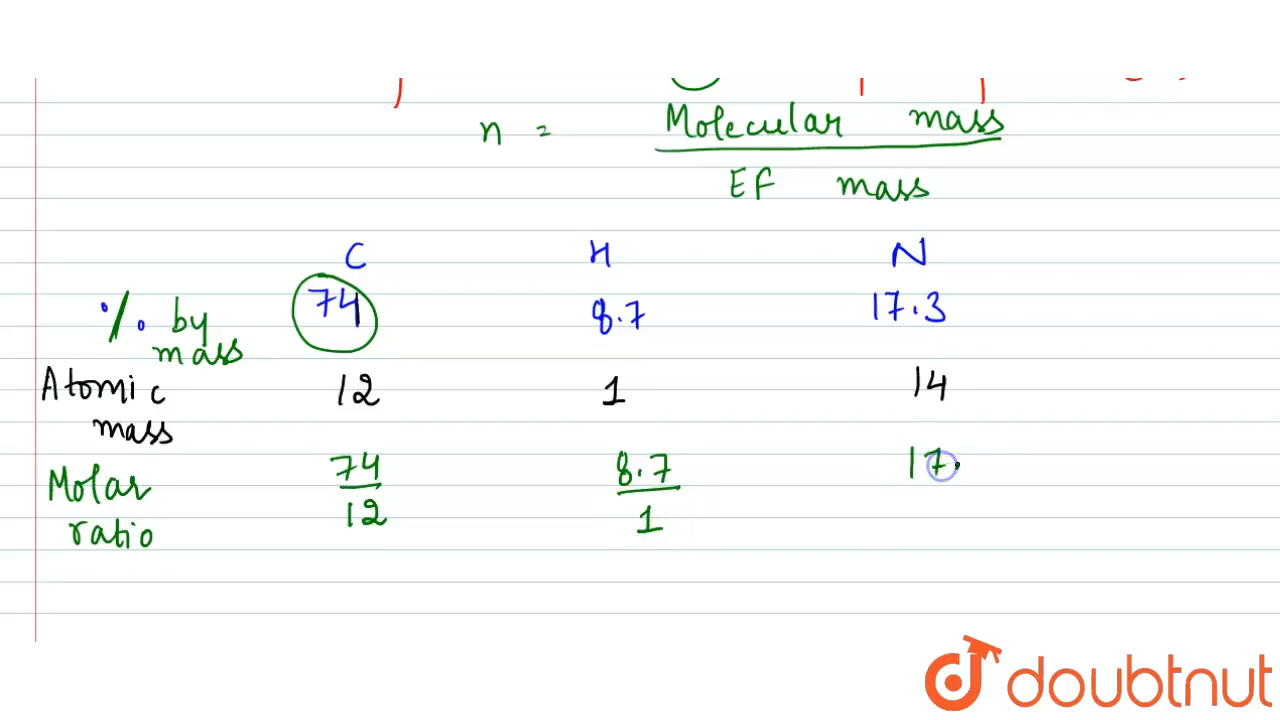 n = Molecular mass
EF mass
C H N
% by mass 74 8.7 17.3
Atomic mass 12 1 14
Molar ratio 74/12 8.7/1 17.
doubtnut